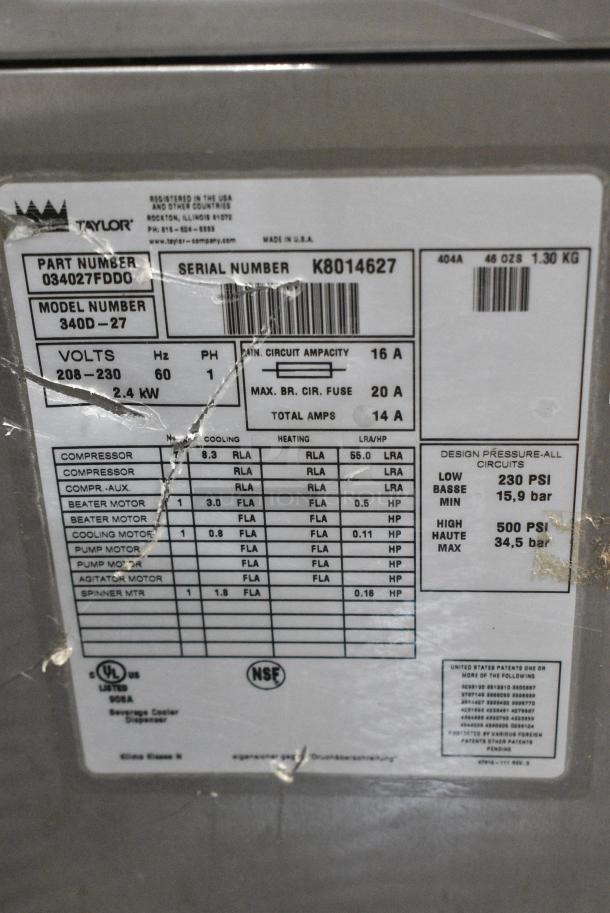 TAYLOR®
REGISTERED IN THE USA
AND OTHER COUNTRIES
ROCKTON, ILLINOIS 61072
www.taylor-company.com
MADE IN U.S.A.
PART NUMBER
034027FDD0
MODEL NUMBER
340D-27
SERIAL NUMBER K8014627
404A 46 OZS 1.30 KG
VOLTS Hz PH
208-230 60 1
2.4 kW
MIN. CIRCUIT AMPACITY 16 A
MAX. BR. CIR. FUSE 20 A
TOTAL AMPS 14 A
COOLING HEATING LRA/HP
COMPRESSOR 8.3 RLA RLA 55.0 LRA
COMPRESSOR RLA RLA LRA
COMPR.-AUX. RLA RLA LRA
BEATER MOTOR 1 3.0 FLA FLA 0.5 HP
BEATER MOTOR FLA FLA HP
COOLING MOTOR 1 0.8 FLA FLA 0.11 HP
PUMP MOTOR FLA FLA HP
PUMP MOTOR FLA FLA HP
AGITATOR MOTOR FLA FLA HP
SPINNER MTR 1 1.8 FLA 0.16 HP
DESIGN PRESSURE-ALL
CIRCUITS
LOW
BASSE
MIN
230 PSI
15,9 bar
HIGH
HAUTE
MAX
500 PSI
34,5 bar
C UL US
LISTED
908A
Beverage Cooler
Dispenser
NSF
UNITED STATES PATENTS ONE OR
MORE OF THE FOLLOWING
PROTECTED BY VARIOUS FOREIGN
PATENTS OTHER PATENTS
PENDING
Klima Klasse N
eigensicher gegen Drucküberschreitung"